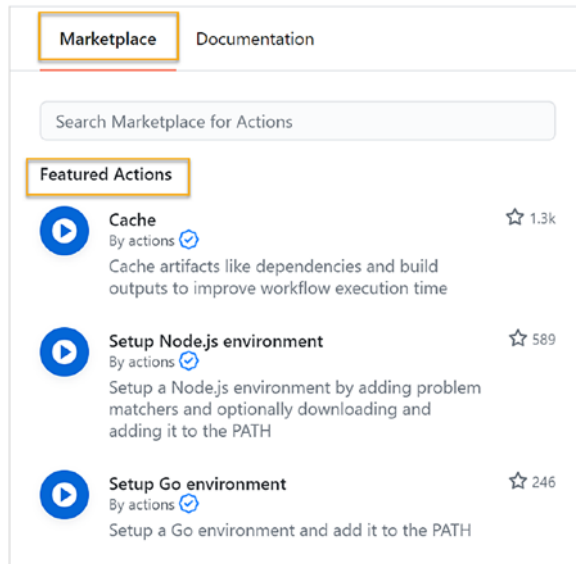 Marketplace Documentation
Search Marketplace for Actions
Featured Actions
Cache 1.3k
By actions
Cache artifacts like dependencies and build
outputs to improve workflow execution time
Setup Node.js environment 589
By actions
Setup a Node.js environment by adding problem
matchers and optionally downloading and
adding it to the PATH
Setup Go environment 246
By actions
Setup a Go environment and add it to the PATH